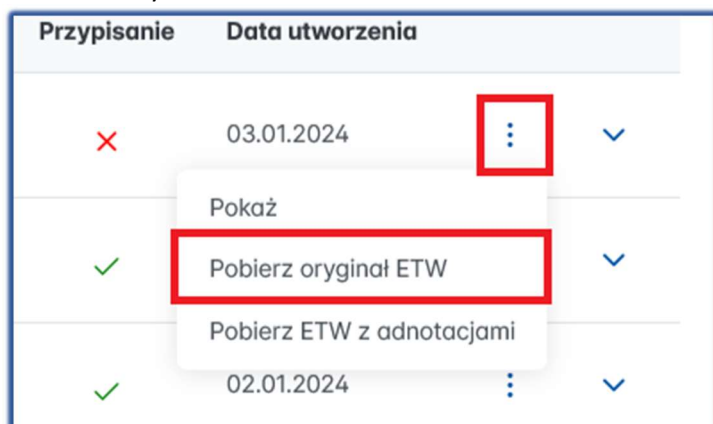 Przypisanie Data utworzenia
03.01.2024
Pokaż
Pobierz oryginał ETW
Pobierz ETW z adnotacjami
02.01.2024